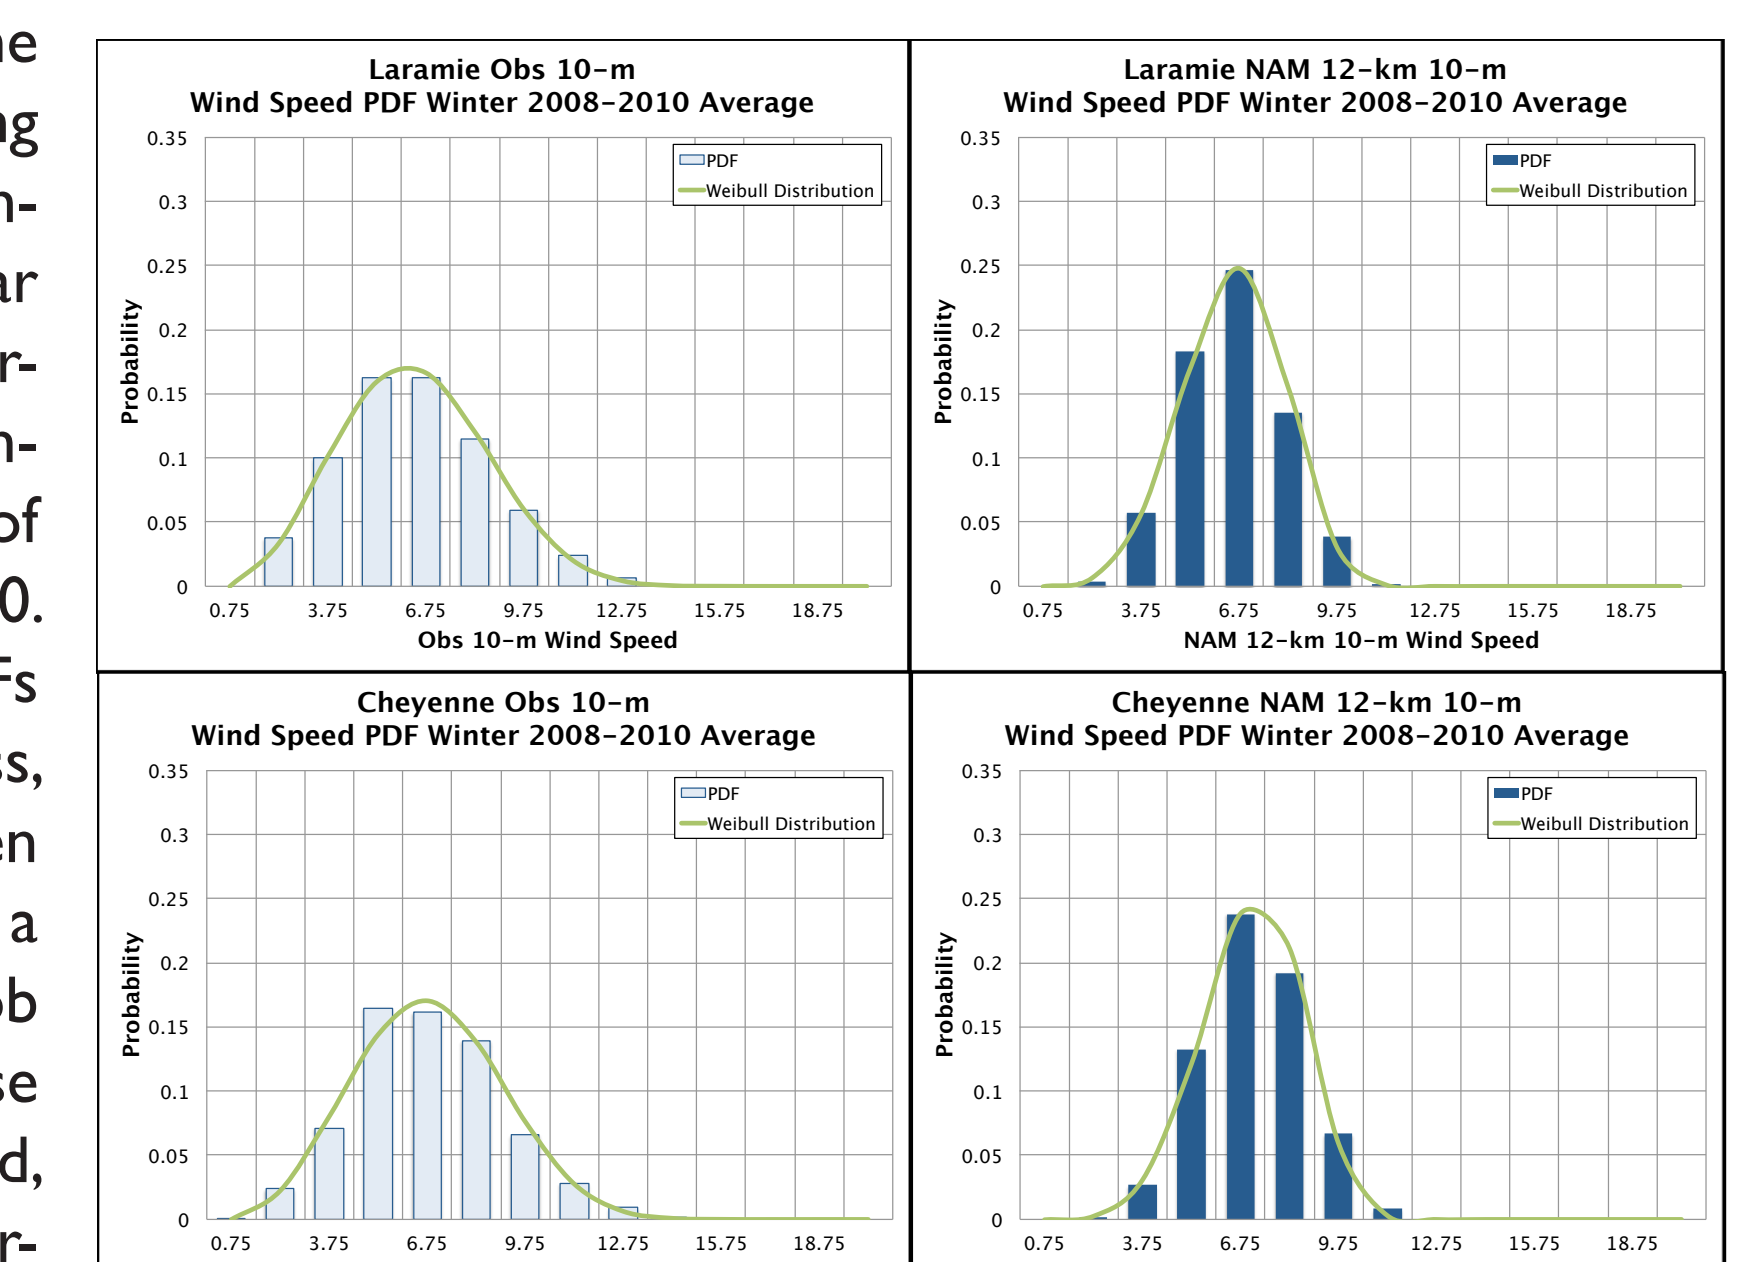 Laramie Obs 10-m
Wind Speed PDF Winter 2008-2010 Average
0.35
0.3
0.25
0.2
0.15
0.1
0.05
0
Probability
PDF
Weibull Distribution
0.75 3.75 6.75 9.75 12.75 15.75 18.75
Obs 10-m Wind Speed
Laramie NAM 12-km 10-m
Wind Speed PDF Winter 2008-2010 Average
0.35
0.3
0.25
0.2
0.15
0.1
0.05
0
Probability
PDF
Weibull Distribution
0.75 3.75 6.75 9.75 12.75 15.75 18.75
NAM 12-km 10-m Wind Speed
Cheyenne Obs 10-m
Wind Speed PDF Winter 2008-2010 Average
0.35
0.3
0.25
0.2
0.15
0.1
0.05
0
Probability
PDF
Weibull Distribution
0.75 3.75 6.75 9.75 12.75 15.75 18.75
Cheyenne NAM 12-km 10-m
Wind Speed PDF Winter 2008-2010 Average
0.35
0.3
0.25
0.2
0.15
0.1
0.05
0
Probability
PDF
Weibull Distribution
0.75 3.75 6.75 9.75 12.75 15.75 18.75
of
a